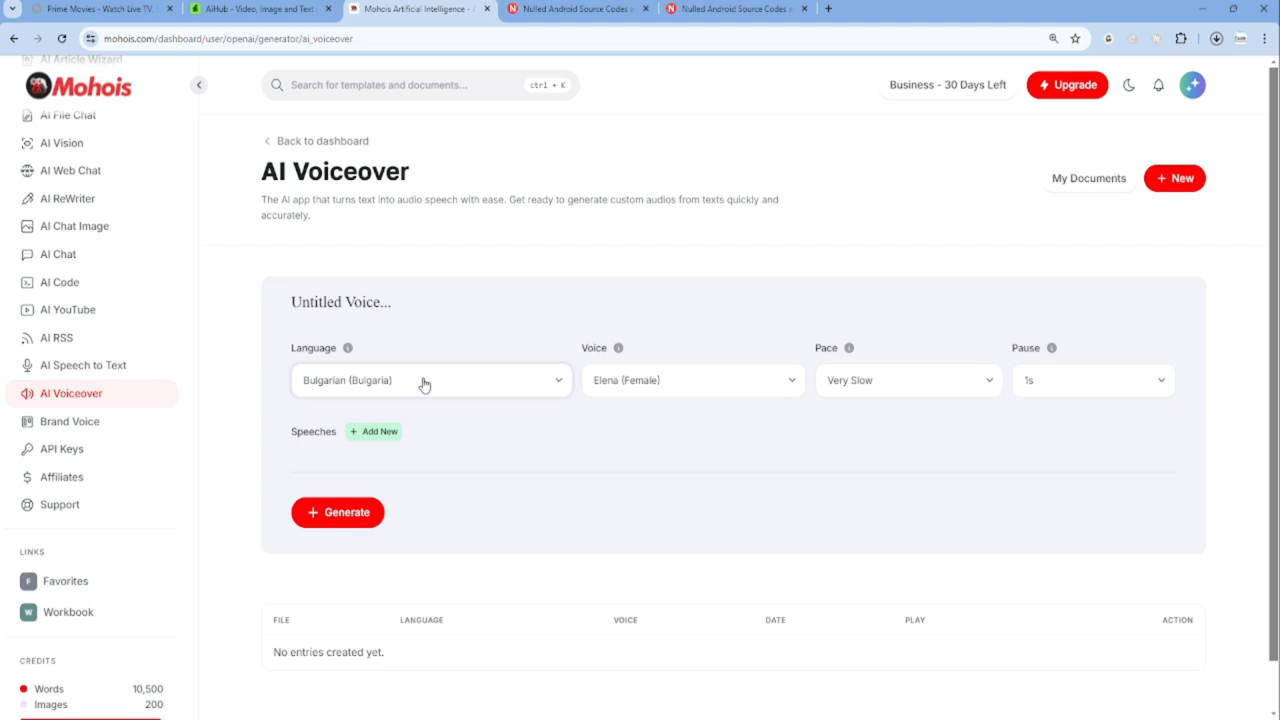 Prime Movies - Watch Live TV,
AiHub - Video, Image and Text
Mohois Artificial Intelligence -
Nulled Android Source Codes
Nulled Android Source Codes
mohois.com/dashboard/user/openai/generator/ai_voiceover
AI Article Wizard
Mohois
Search for templates and documents...
ctrl + K
Business - 30 Days Left
Upgrade
AI File Chat
AI Vision
AI Web Chat
AI ReWriter
AI Chat Image
AI Chat
AI Code
AI YouTube
AI RSS
AI Speech to Text
AI Voiceover
Brand Voice
API Keys
Affiliates
Support
LINKS
F Favorites
W Workbook
CREDITS
Words 10,500
Images 200
Back to dashboard
AI Voiceover
The AI app that turns text into audio speech with ease. Get ready to generate custom audios from texts quickly and
accurately.
My Documents
+ New
Untitled Voice...
Language
Voice
Pace
Pause
Bulgarian (Bulgaria)
Elena (Female)
Very Slow
1s
Speeches
+ Add New
+ Generate
FILE LANGUAGE VOICE DATE PLAY ACTION
No entries created yet.